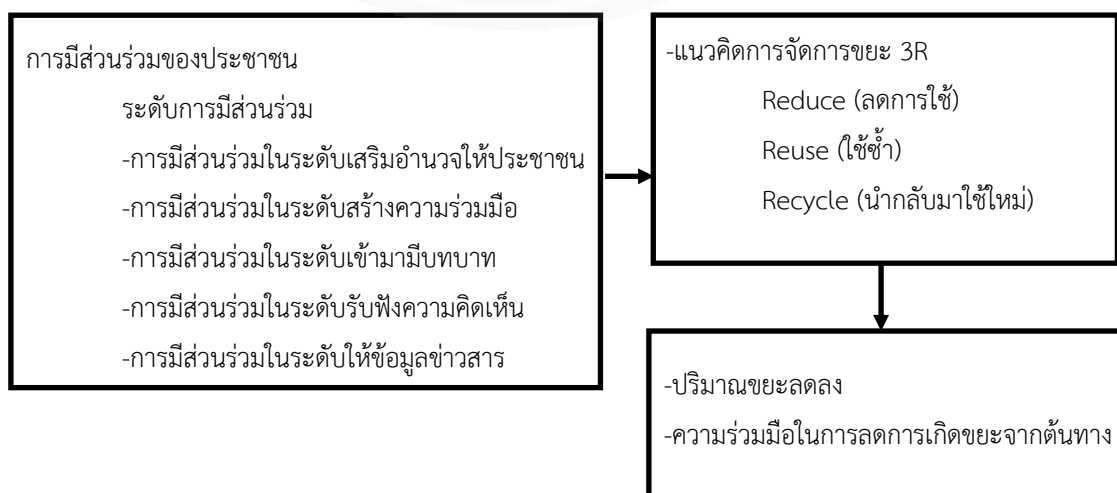 การมีส่วนร่วมของประชาชน
ระดับการมีส่วนร่วม
-การมีส่วนร่วมในระดับเสริมอำนวจให้ประชาชน
-การมีส่วนร่วมในระดับสร้างความร่วมมือ
-การมีส่วนร่วมในระดับเข้ามามีบทบาท
-การมีส่วนร่วมในระดับรับฟังความคิดเห็น
-การมีส่วนร่วมในระดับให้ข้อมูลข่าวสาร
-แนวคิดการจัดการขยะ 3R
Reduce (ลดการใช้)
Reuse (ใช้ซ้ำ)
Recycle (นำกลับมาใช้ใหม่)
-ปริมาณขยะลดลง
-ความร่วมมือในการลดการเกิดขยะจากต้นทาง